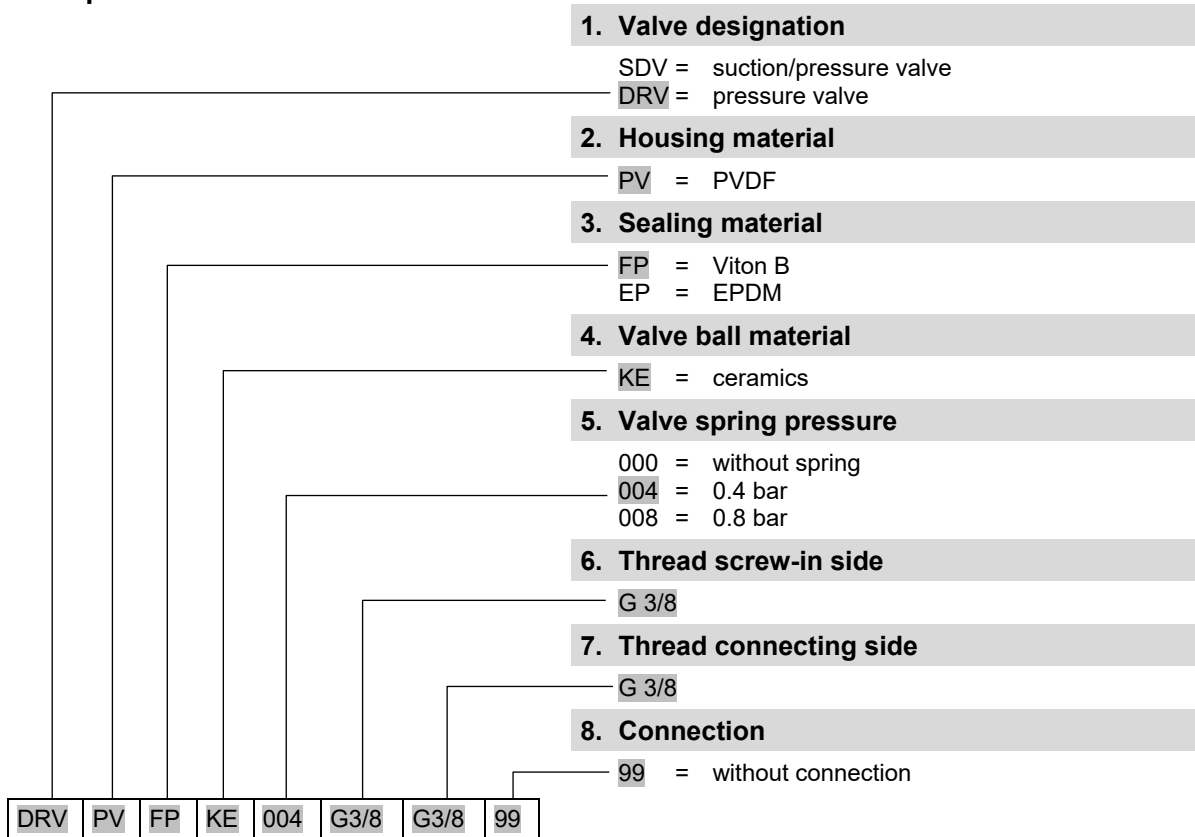 1. Valve designation
SDV = suction/pressure valve
DRV = pressure valve
2. Housing material
PV = PVDF
3. Sealing material
FP = Viton B
EP = EPDM
4. Valve ball material
KE = ceramics
5. Valve spring pressure
000 = without spring
004 = 0.4 bar
008 = 0.8 bar
6. Thread screw-in side
G 3/8
7. Thread connecting side
G 3/8
8. Connection
99 = without connection
DRV PV FP KE 004 G3/8 G3/8 99